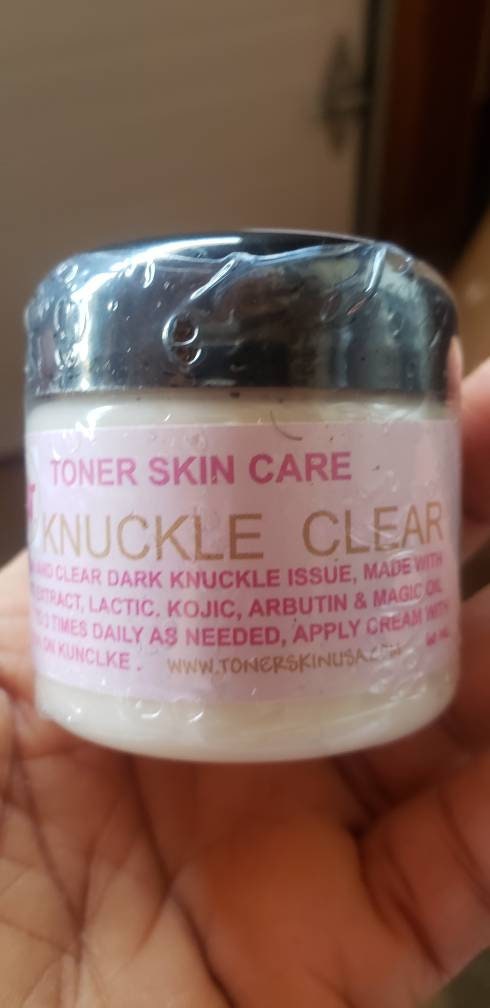 TONER SKIN CARE
KNUCKLE CLEAR
AND CLEAR DARK KNUCKLE ISSUE, MADE WITH
EXTRACT, LACTIC. KOJIC, ARBUTIN & MAGIC OIL
TIMES DAILY AS NEEDED, APPLY CREAM WITH
ON KUNCLKE .
WWW.TONERSKINUSA.COM